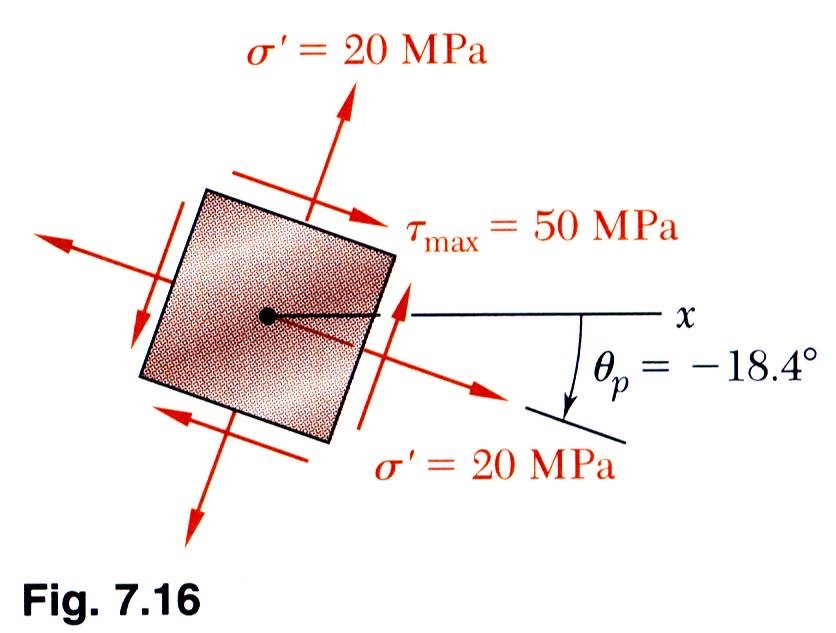 σ′ = 20 MPa
τmax = 50 MPa
x
θp = −18.4°
σ′ = 20 MPa
Fig. 7.16